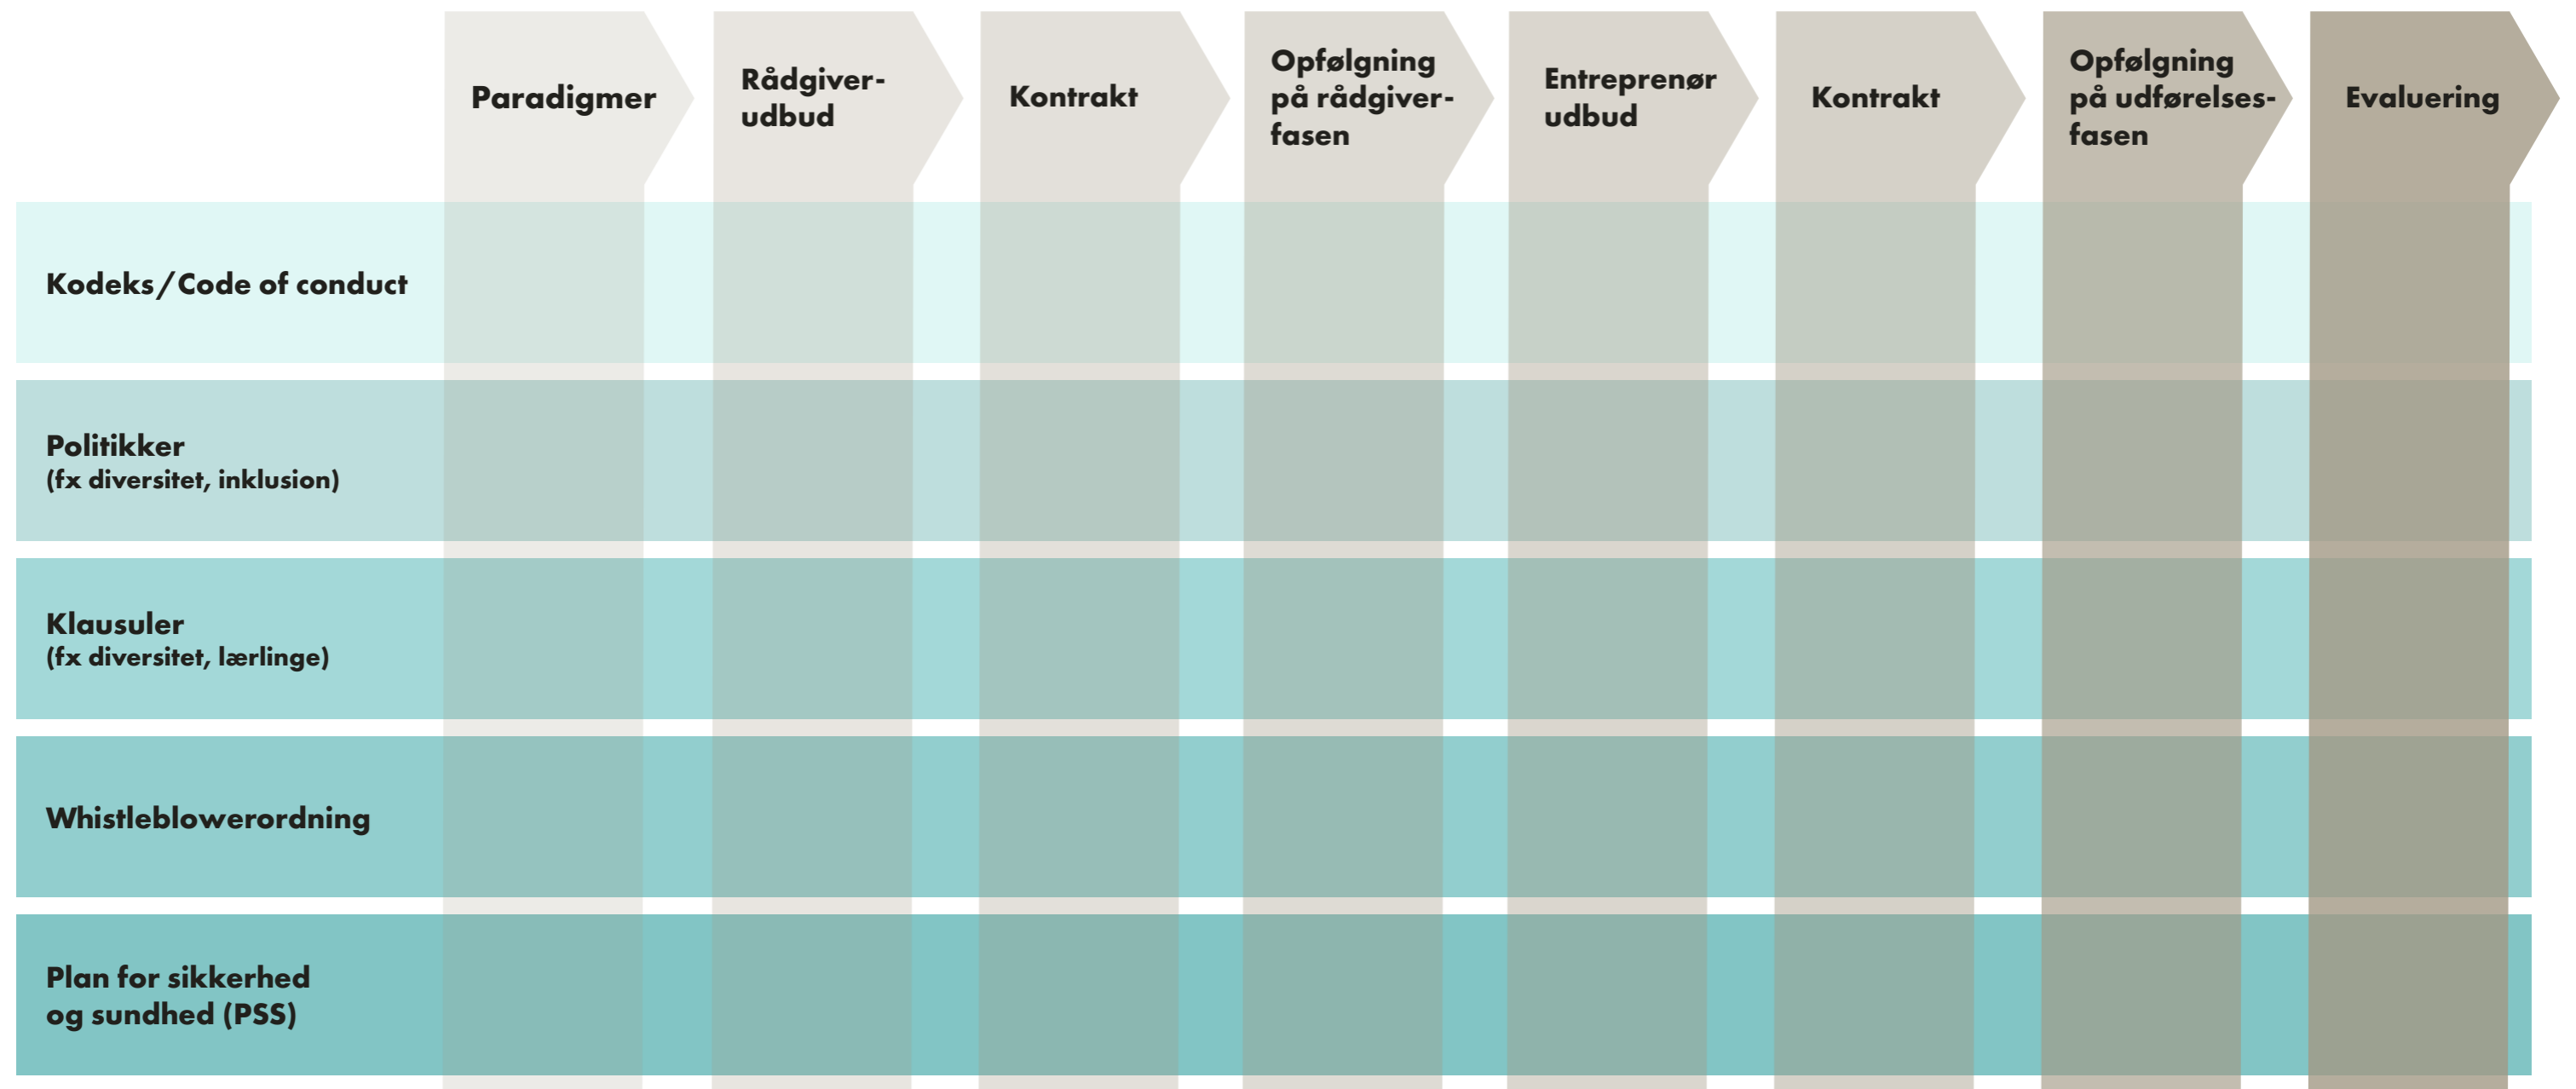 Paradigmer
Rådgiver-
udbud
Kontrakt
Opfølgning
på rådgiver-
fasen
Entreprenør
udbud
Kontrakt
Opfølgning
på udførelses-
fasen
Evaluering
Kodeks/Code of conduct
Politikker
(fx diversitet, inklusion)
Klausuler
(fx diversitet, lærlinge)
Whistleblowerordning
Plan for sikkerhed
og sundhed (PSS)